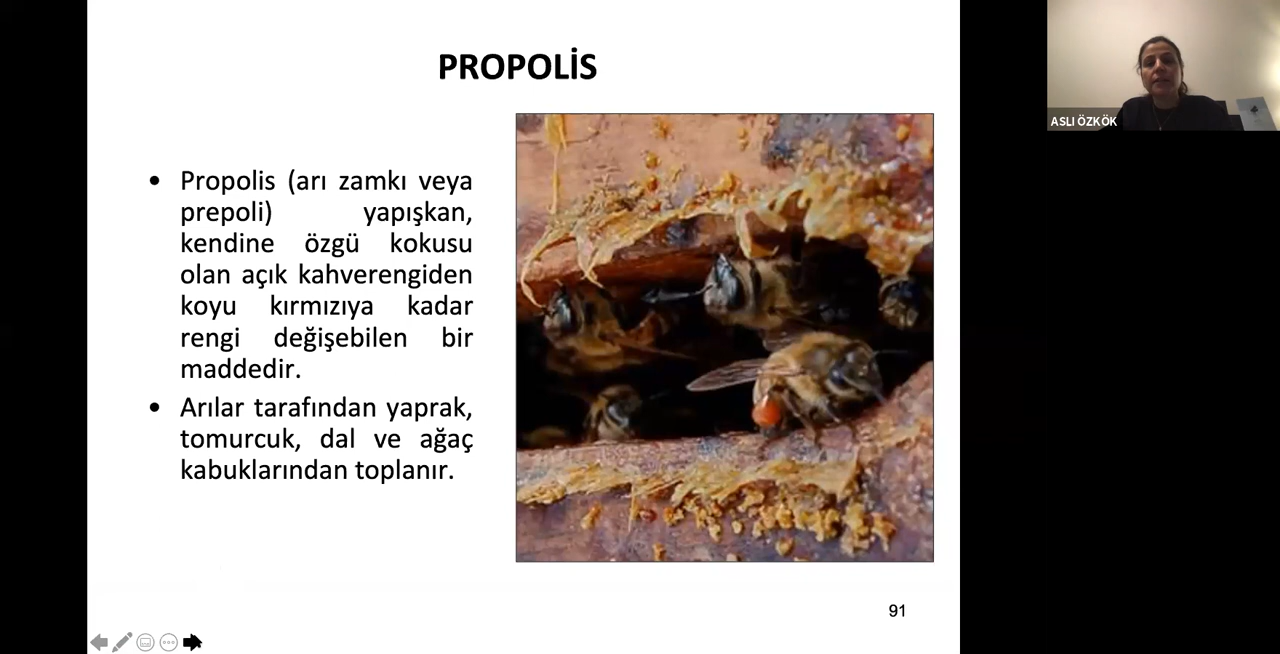 PROPOLİS
• Propolis (arı zamkı veya
prepoli) yapışkan,
kendine özgü kokusu
olan açık kahverengiden
koyu kırmızıya kadar
rengi değişebilen bir
maddedir.
• Arılar tarafından yaprak,
tomurcuk, dal ve ağaç
kabuklarından toplanır.
91
ASLI ÖZKÖK